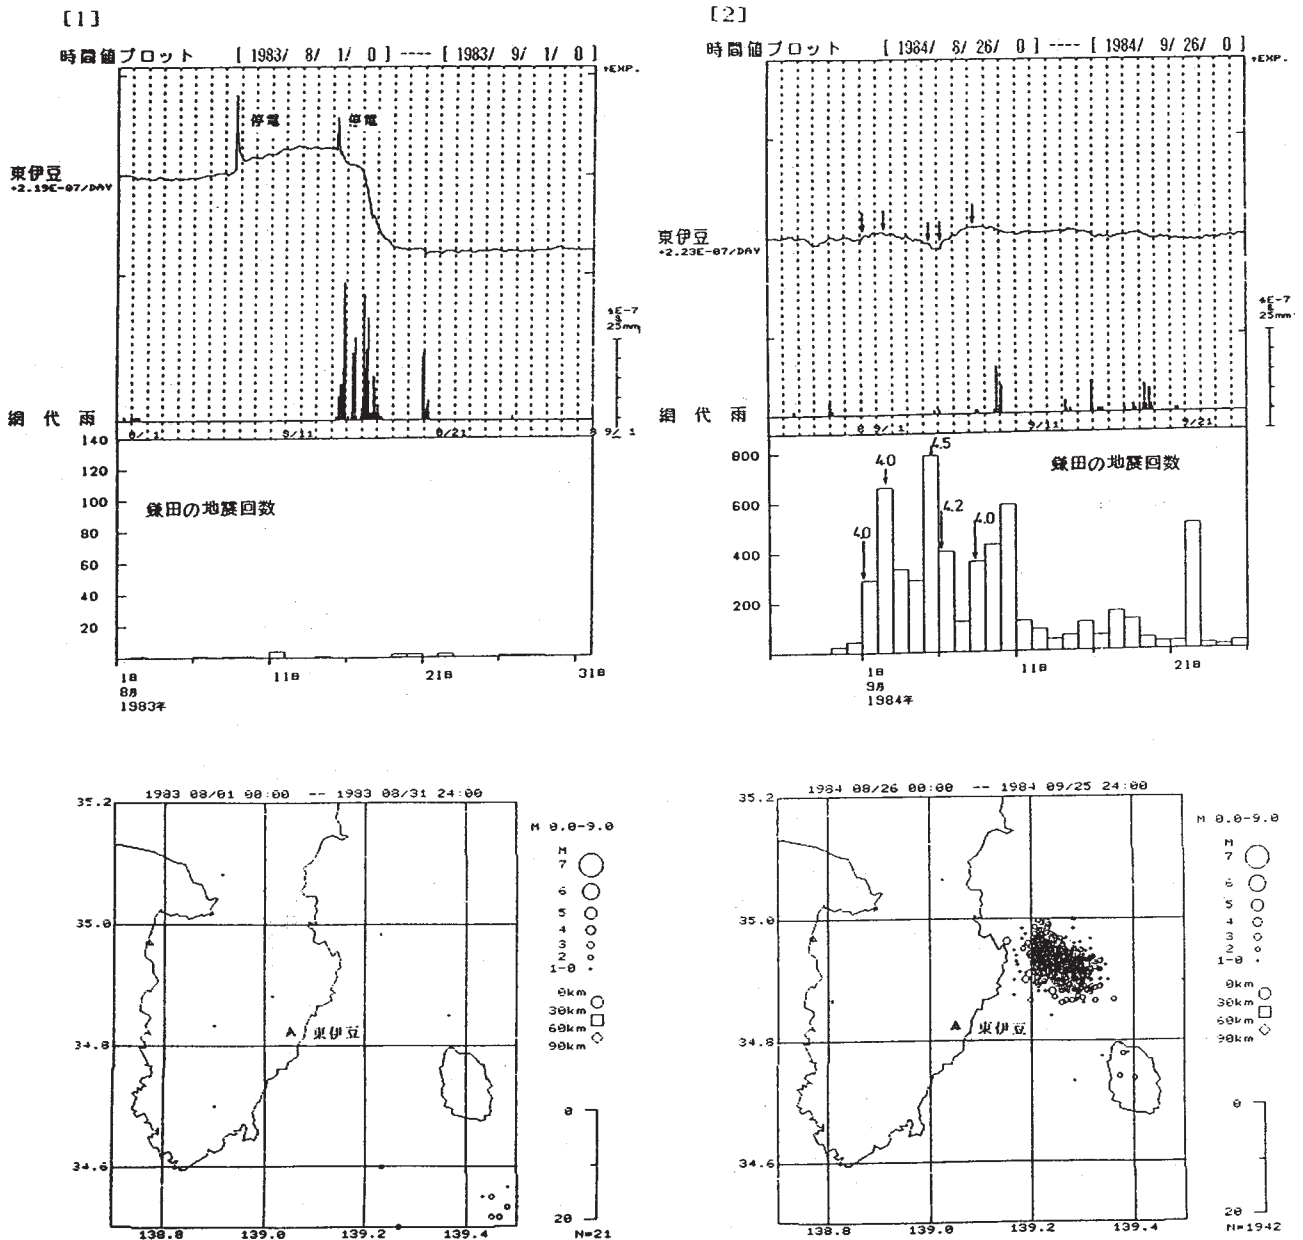 [1]
時間値プロット [ 1983/ 8/ 1/ 0 ] ---- [ 1983/ 9/ 1/ 0 ]
+EXP.
停電 停電
東伊豆
+2.19E-07/DAY
25mm
網代雨
8/ 1 8/21 9/ 1
140
120
100
80
60
40
20
鎌田の地震回数
1日 11日 21日 31日
8月
1983年
[2]
時間値プロット [ 1984/ 8/ 26/ 0 ] ---- [ 1984/ 9/ 26/ 0 ]
+EXP.
東伊豆
+2.23E-07/DAY
25mm
網代雨
9/ 1 9/11 9/21
800
600
400
200
鎌田の地震回数
4.0 4.0 4.5 4.2 4.0
1日 11日 21日
9月
1984年
1983 08/01 00:00 -- 1983 08/31 24:00
35.2
35.0
34.8
34.6
138.8 139.0 139.2 139.4
東伊豆
M 0.0-9.0
M
7
6
5
4
3
2
1-0
0km
30km
60km
90km
0
20
N=21
1984 08/26 00:00 -- 1984 09/25 24:00
35.2
35.0
34.8
34.6
138.8 139.0 139.2 139.4
東伊豆
M 0.0-9.0
M
7
6
5
4
3
2
1-0
0km
30km
60km
90km
0
20
N=1942